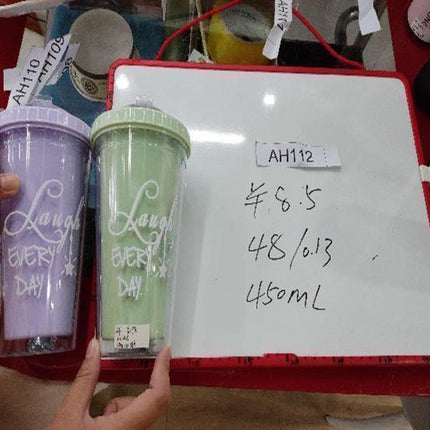 AH110
AH109
AH112
¥8.5
48/0.13
450mL
Laugh
EVERY
DAY
Laugh
EVERY
DAY